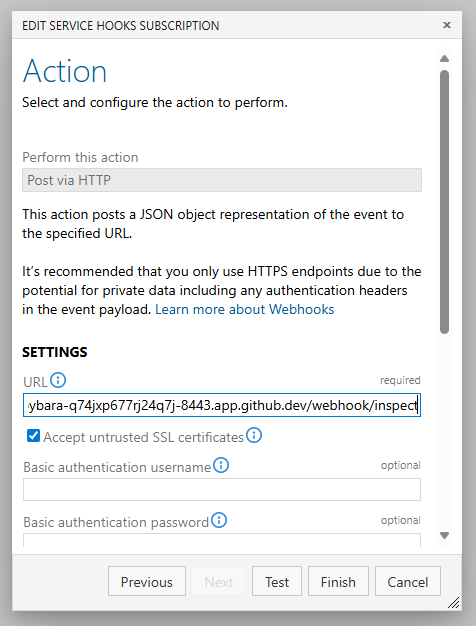 EDIT SERVICE HOOKS SUBSCRIPTION
Action
Select and configure the action to perform.
Perform this action
Post via HTTP
This action posts a JSON object representation of the event to
the specified URL.
It's recommended that you only use HTTPS endpoints due to the
potential for private data including any authentication headers
in the event payload. Learn more about Webhooks
SETTINGS
URL required
ybara-q74jxp677rj24q7j-8443.app.github.dev/webhook/inspect
Accept untrusted SSL certificates
Basic authentication username optional
Basic authentication password optional
Previous Next Test Finish Cancel